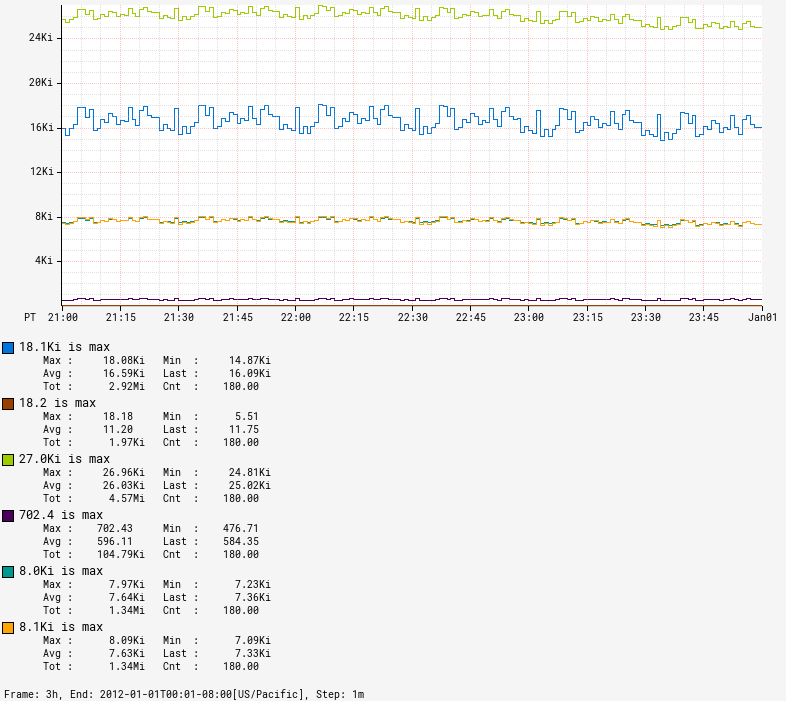 24Ki
20Ki
16Ki
12Ki
8Ki
4Ki
PT 21:00 21:15 21:30 21:45 22:00 22:15 22:30 22:45 23:00 23:15 23:30 23:45 Jan01
18.1Ki is max
Max : 18.08Ki Min : 14.87Ki
Avg : 16.59Ki Last : 16.09Ki
Tot : 2.92Mi Cnt : 180.00
18.2 is max
Max : 18.18 Min : 5.51
Avg : 11.20 Last : 11.75
Tot : 1.97Ki Cnt : 180.00
27.0Ki is max
Max : 26.96Ki Min : 24.81Ki
Avg : 26.03Ki Last : 25.02Ki
Tot : 4.57Mi Cnt : 180.00
702.4 is max
Max : 702.43 Min : 476.71
Avg : 596.11 Last : 584.35
Tot : 104.79Ki Cnt : 180.00
8.0Ki is max
Max : 7.97Ki Min : 7.23Ki
Avg : 7.64Ki Last : 7.36Ki
Tot : 1.34Mi Cnt : 180.00
8.1Ki is max
Max : 8.09Ki Min : 7.09Ki
Avg : 7.63Ki Last : 7.33Ki
Tot : 1.34Mi Cnt : 180.00
Frame: 3h, End: 2012-01-01T00:01-08:00[US/Pacific], Step: 1m